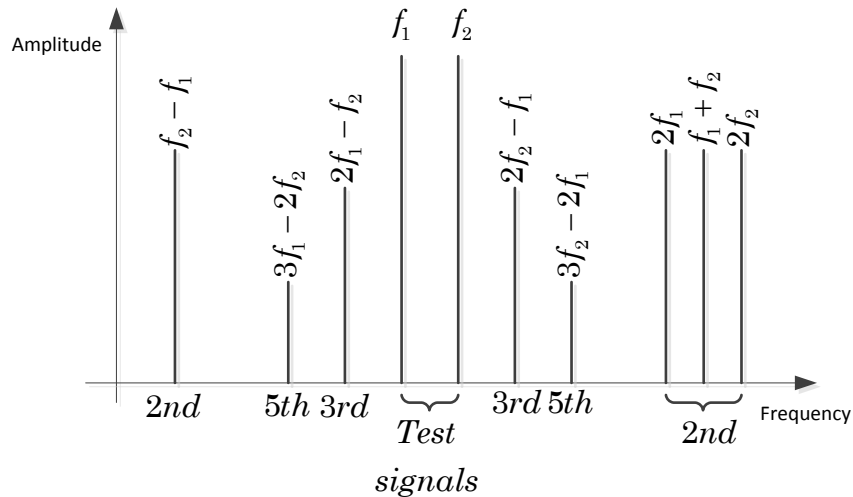 Amplitude
f₁
f₂
f₂ − f₁
3f₁ − 2f₂
2f₁ − f₂
2f₂ − f₁
3f₂ − 2f₁
2f₁
f₁ + f₂
2f₂
2nd
5th
3rd
Test
signals
3rd
5th
2nd
Frequency